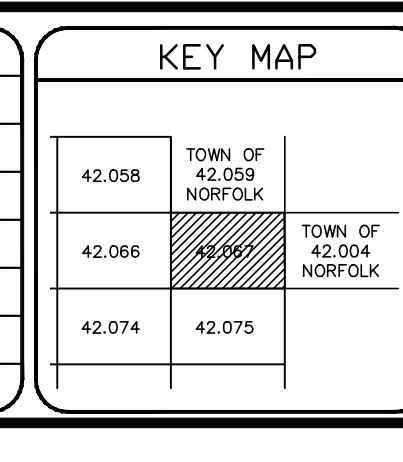 KEY MAP
42.058
TOWN OF
42.059
NORFOLK
42.066
42.067
TOWN OF
42.004
NORFOLK
42.074
42.075